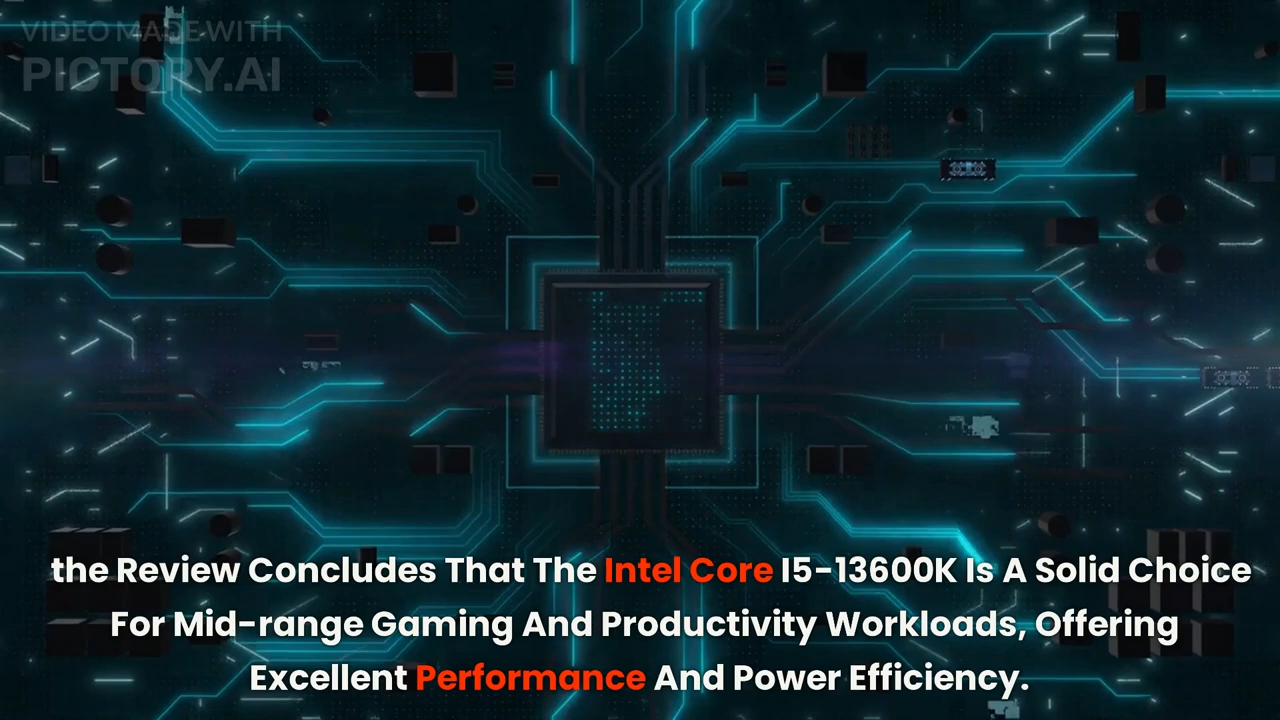 VIDEO MADE WITH
PICTORY.AI
the Review Concludes That The Intel Core I5-13600K Is A Solid Choice
For Mid-range Gaming And Productivity Workloads, Offering
Excellent Performance And Power Efficiency.